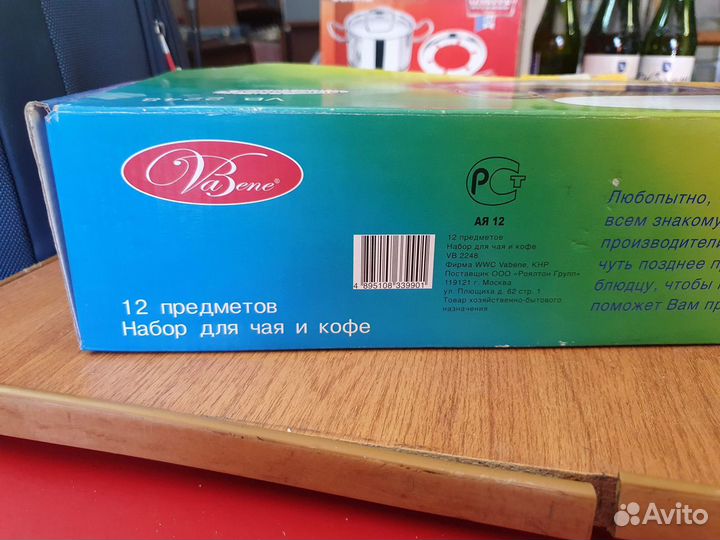 VB 2248
VaBene®
РСТ
АЯ 12
12 предметов
Набор для чая и кофе
VB 2248
Фирма WWC Vabene, КНР
Поставщик ООО «Роялтон Групп»
119121 г. Москва
ул. Плющиха д. 62 стр. 1
Товар хозяйственно-бытового
назначения
4 895108 339901
12 предметов
Набор для чая и кофе
Любопытно,
всем знакому
производители
чуть позднее п
блюдцу, чтобы
поможет Вам пр
Avito